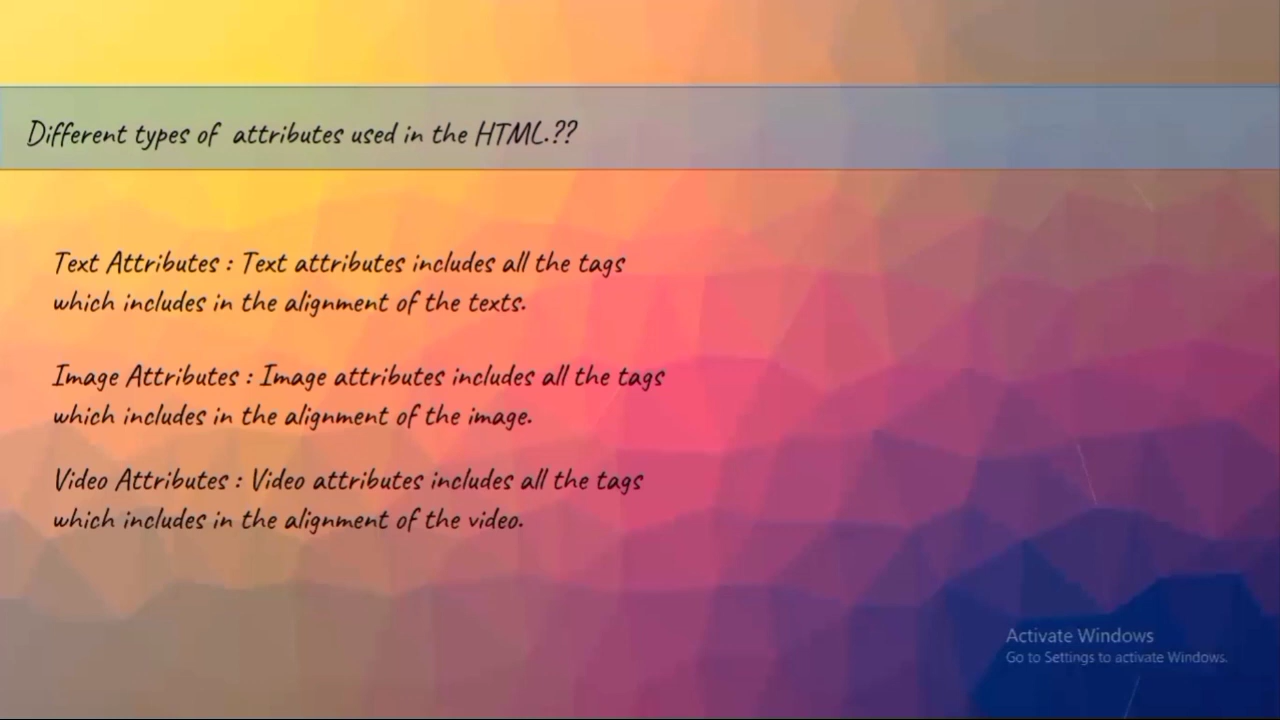 Different types of attributes used in the HTML.??
Text Attributes : Text attributes includes all the tags
which includes in the alignment of the texts.
Image Attributes : Image attributes includes all the tags
which includes in the alignment of the image.
Video Attributes : Video attributes includes all the tags
which includes in the alignment of the video.
Activate Windows
Go to Settings to activate Windows.